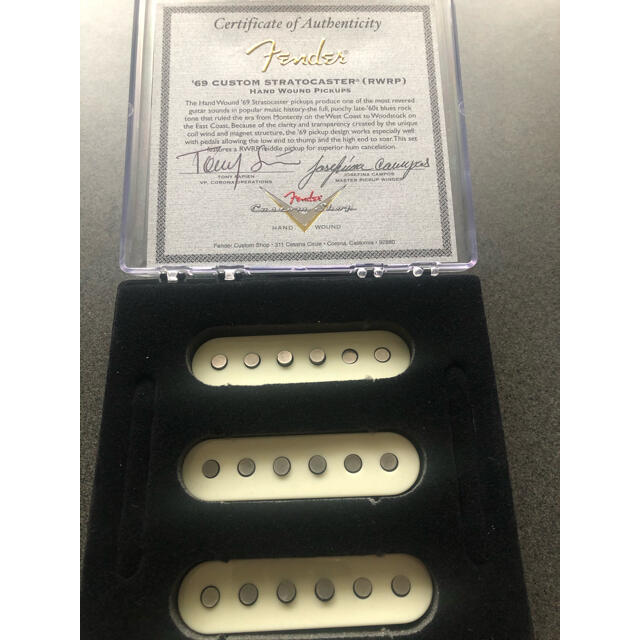 Certificate of Authenticity
Fender
'69 CUSTOM STRATOCASTER® (RWRP)
HAND WOUND PICKUPS
The Hand Wound '69 Stratocaster pickups produce one of the most revered
guitar sounds in popular music history-the full, punchy late-'60s blues rock
tone that ruled the era from Monterey on the West Coast to Woodstock on
the East Coast. Because of the clarity and transparency created by the unique
coil wind and magnet structure, the '69 pickup design works especially well
with pedals allowing the low end to thump and the high end to soar. This set
features a RWRP middle pickup for superior hum cancelation.
Josefina Campos
TONY SAPIEN
VP, CORONA OPERATIONS
JOSEFINA CAMPOS
MASTER PICKUP WINDER
Fender
Custom Shop
HAND WOUND
Fender Custom Shop · 311 Cessna Circle · Corona, California · 92880